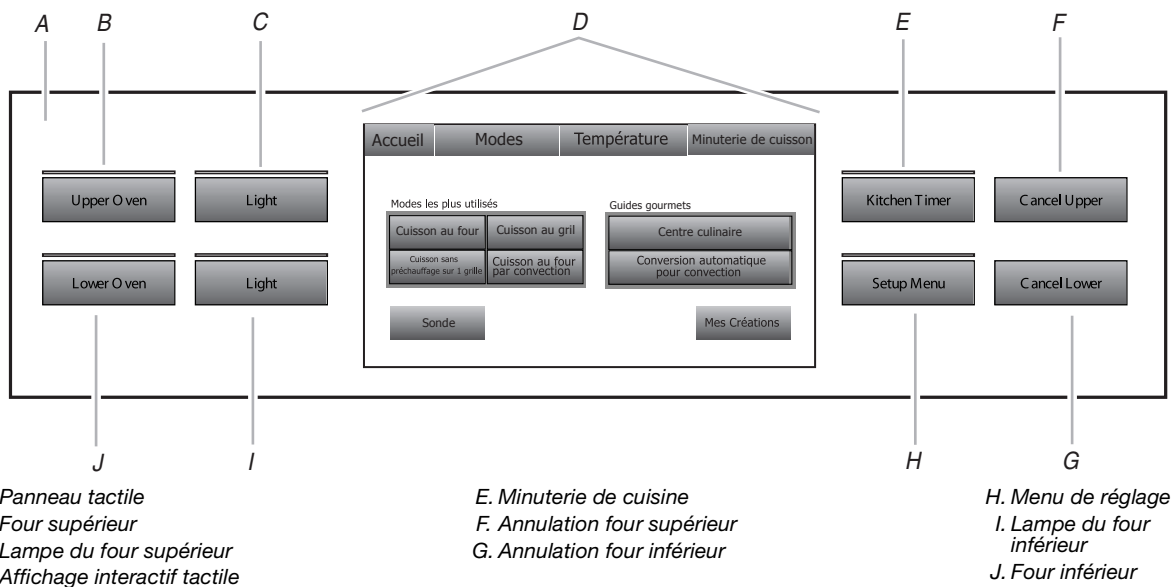 A B C D E F
Accueil Modes Température Minuterie de cuisson
Upper Oven Light
Modes les plus utilisés
Cuisson au four Cuisson au gril
Cuisson sans
préchauffage sur 1 grille
Cuisson au four
par convection
Guides gourmets
Centre culinaire
Conversion automatique
pour convection
Kitchen Timer Cancel Upper
Lower Oven Light
Sonde Mes Créations
Setup Menu Cancel Lower
J I H G
Panneau tactile
Four supérieur
Lampe du four supérieur
Affichage interactif tactile
E. Minuterie de cuisine
F. Annulation four supérieur
G. Annulation four inférieur
H. Menu de réglage
I. Lampe du four
inférieur
J. Four inférieur